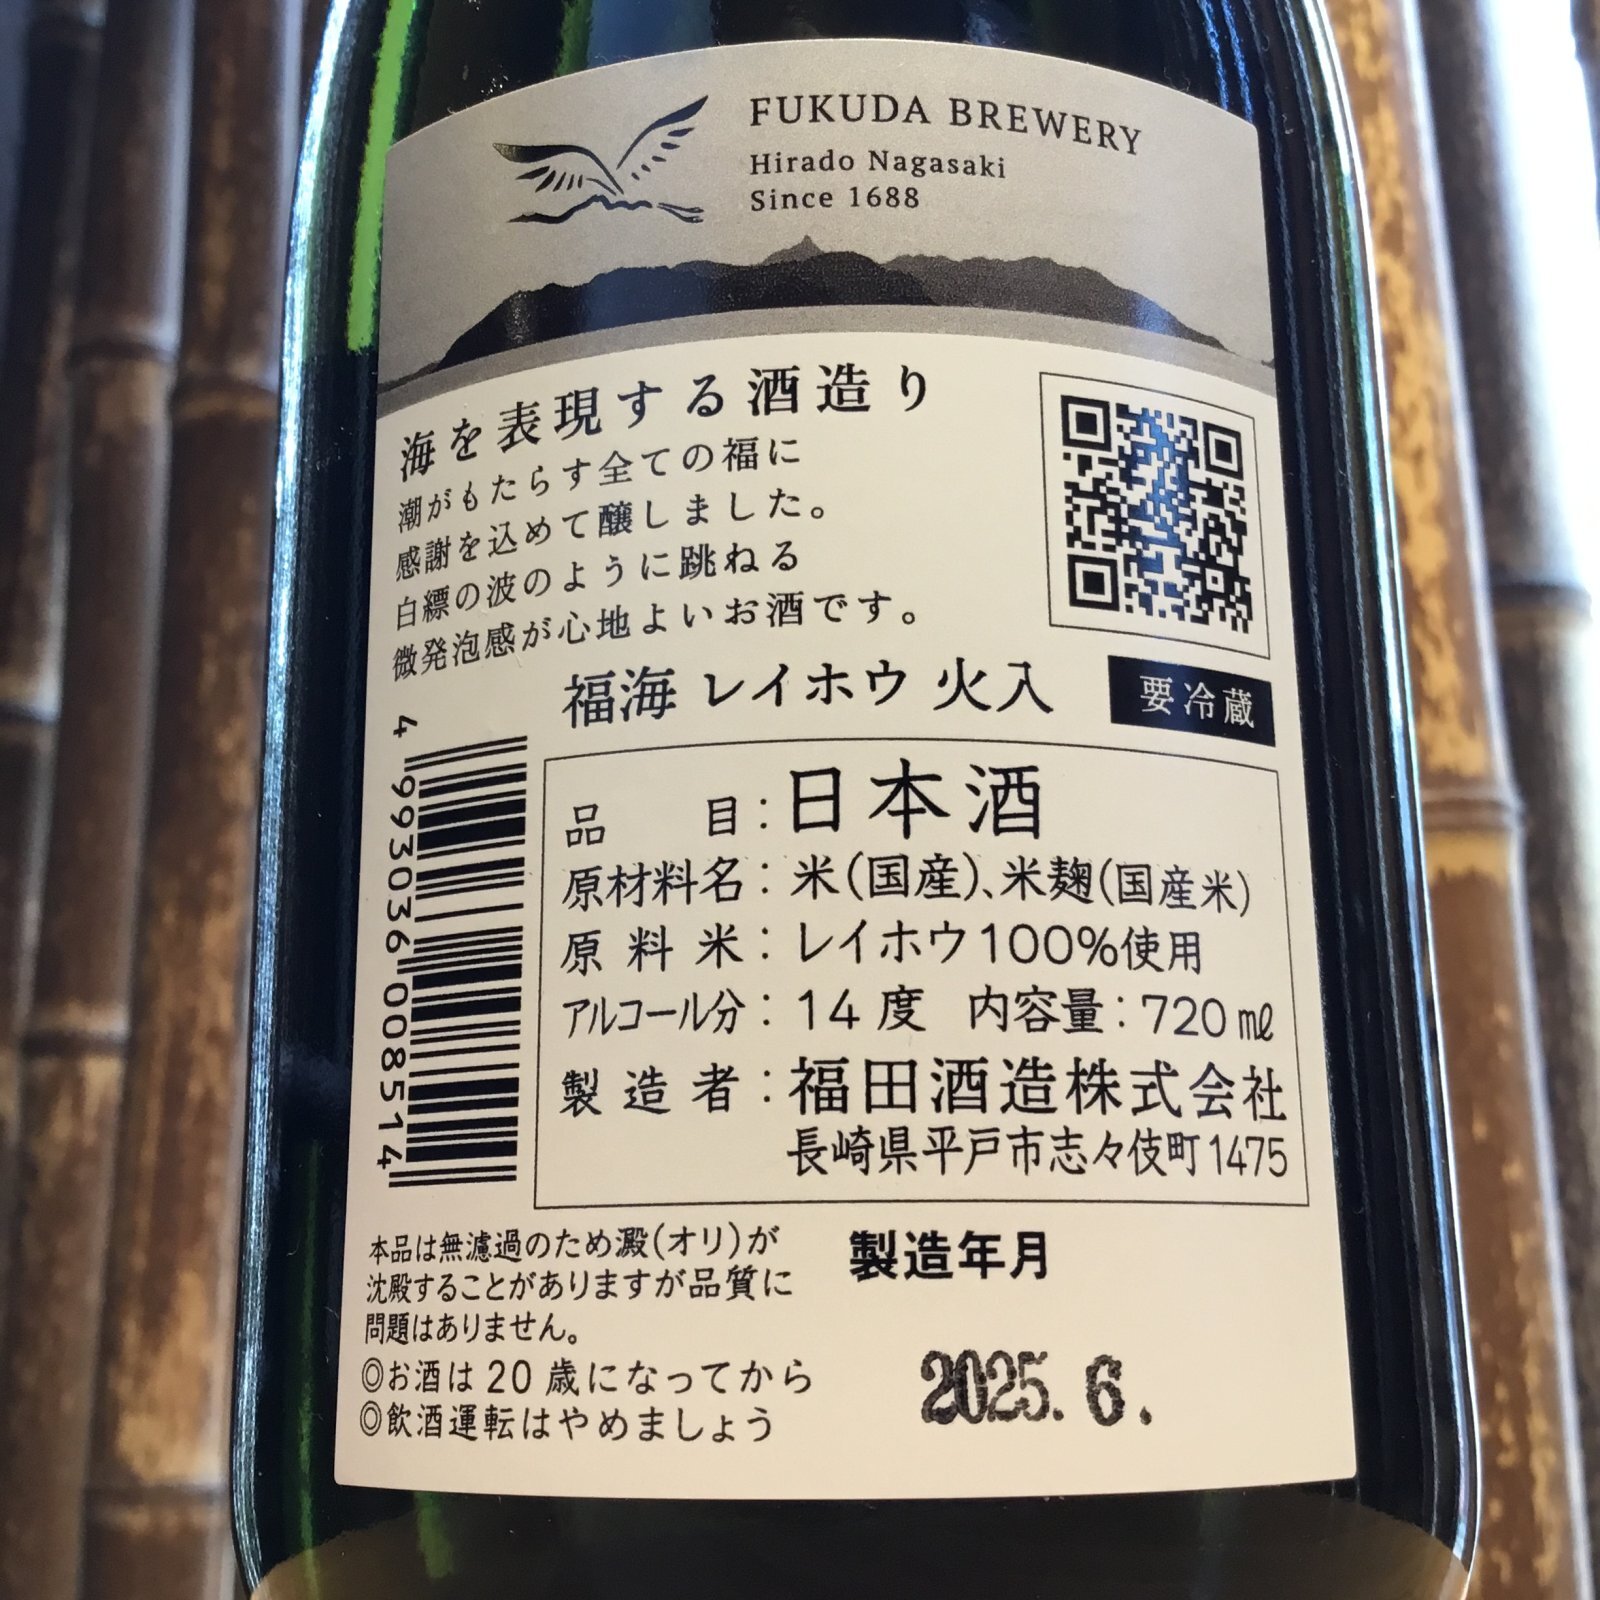 FUKUDA BREWERY
Hirado Nagasaki
Since 1688
海を表現する酒造り
潮がもたらす全ての福に
感謝を込めて醸しました。
白縹の波のように跳ねる
微発泡感が心地よいお酒です。
福海 レイホウ 火入
要冷蔵
4 993036 008514
品目：日本酒
原材料名：米（国産）、米麹（国産米）
原料米：レイホウ100％使用
アルコール分：14度 内容量：720㎖
製造者：福田酒造株式会社
長崎県平戸市志々伎町1475
本品は無濾過のため澱（オリ）が
沈殿することがありますが品質に
問題はありません。
◎お酒は20歳になってから
◎飲酒運転はやめましょう
製造年月
2025. 6.